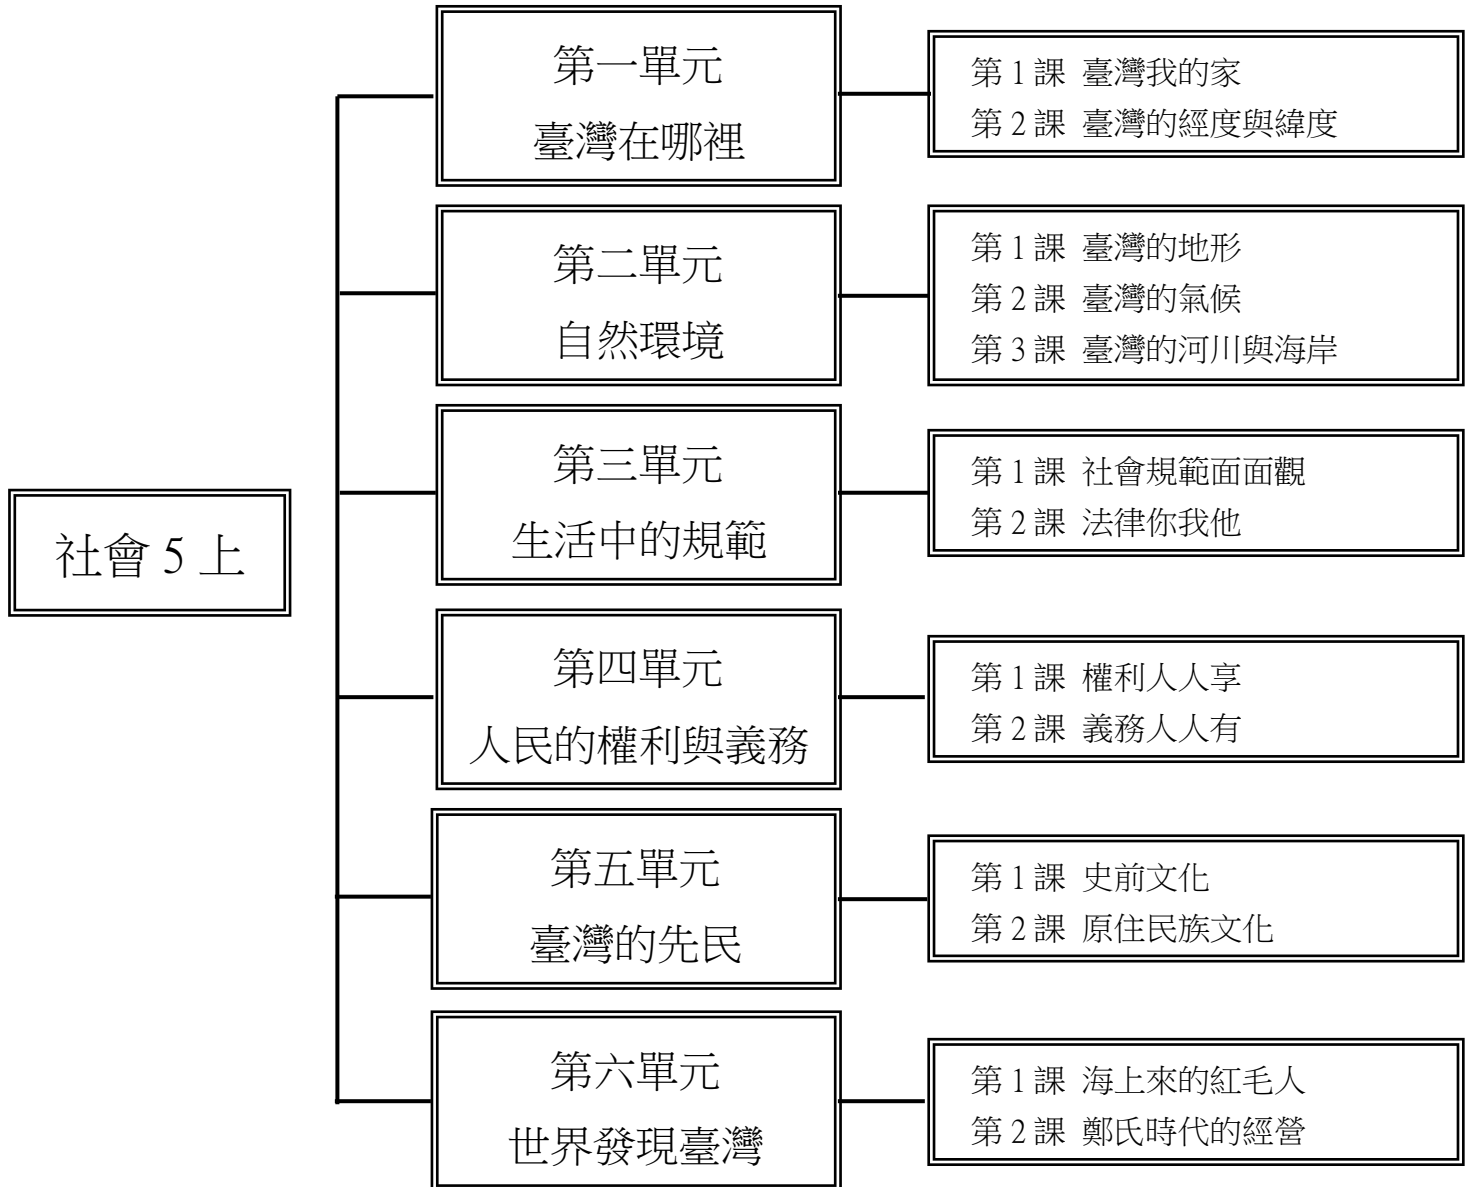 社會 5 上
第一單元
臺灣在哪裡
第 1 課 臺灣我的家
第 2 課 臺灣的經度與緯度
第二單元
自然環境
第 1 課 臺灣的地形
第 2 課 臺灣的氣候
第 3 課 臺灣的河川與海岸
第三單元
生活中的規範
第 1 課 社會規範面面觀
第 2 課 法律你我他
第四單元
人民的權利與義務
第 1 課 權利人人享
第 2 課 義務人人有
第五單元
臺灣的先民
第 1 課 史前文化
第 2 課 原住民族文化
第六單元
世界發現臺灣
第 1 課 海上來的紅毛人
第 2 課 鄭氏時代的經營